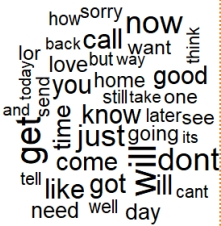 how sorry now
back call want think
lor love but way
today you home good
send still take one
and know later see
get time just going its
come will dont
tell like got ill cant
need well day